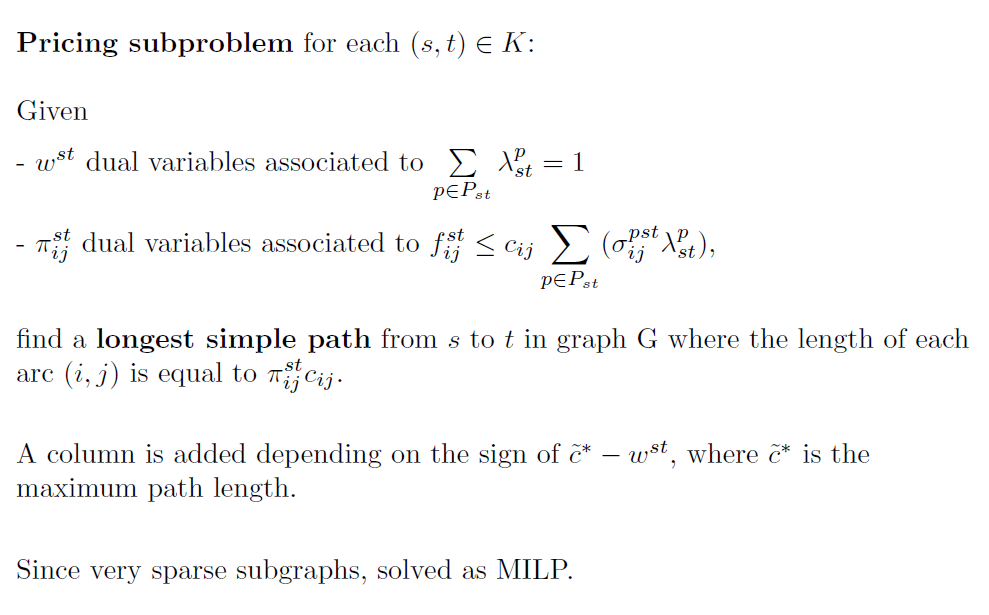 Pricing subproblem for each $(s, t) \in K$:
Given
- $w^{st}$ dual variables associated to $\sum_{p \in P_{st}} \lambda^{p}_{st} = 1$
- $\pi^{st}_{ij}$ dual variables associated to $f^{st}_{ij} \leq c_{ij} \sum_{p \in P_{st}} (\sigma^{pst}_{ij} \lambda^{p}_{st})$,
find a longest simple path from $s$ to $t$ in graph G where the length of each
arc $(i, j)$ is equal to $\pi^{st}_{ij} c_{ij}$.
A column is added depending on the sign of $\tilde{c}^* - w^{st}$, where $\tilde{c}^*$ is the
maximum path length.
Since very sparse subgraphs, solved as MILP.